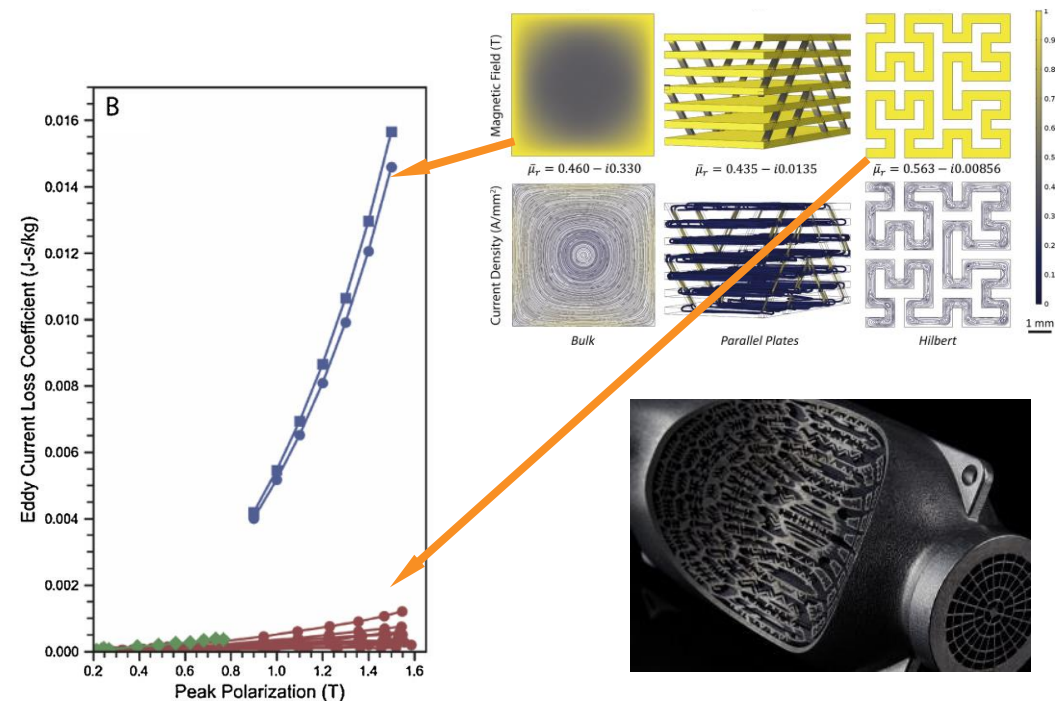 B
Eddy Current Loss Coefficient (J-s/kg)
0.016
0.014
0.012
0.010
0.008
0.006
0.004
0.002
0.000
0.2 0.4 0.6 0.8 1.0 1.2 1.4 1.6
Peak Polarization (T)
Magnetic Field (T)
μ̃ᵣ = 0.460 − i0.330
μ̃ᵣ = 0.435 − i0.0135
μ̃ᵣ = 0.563 − i0.00856
Current Density (A/mm²)
Bulk
Parallel Plates
Hilbert
1
0.9
0.8
0.7
0.6
0.5
0.4
0.3
0.2
0.1
0
1 mm